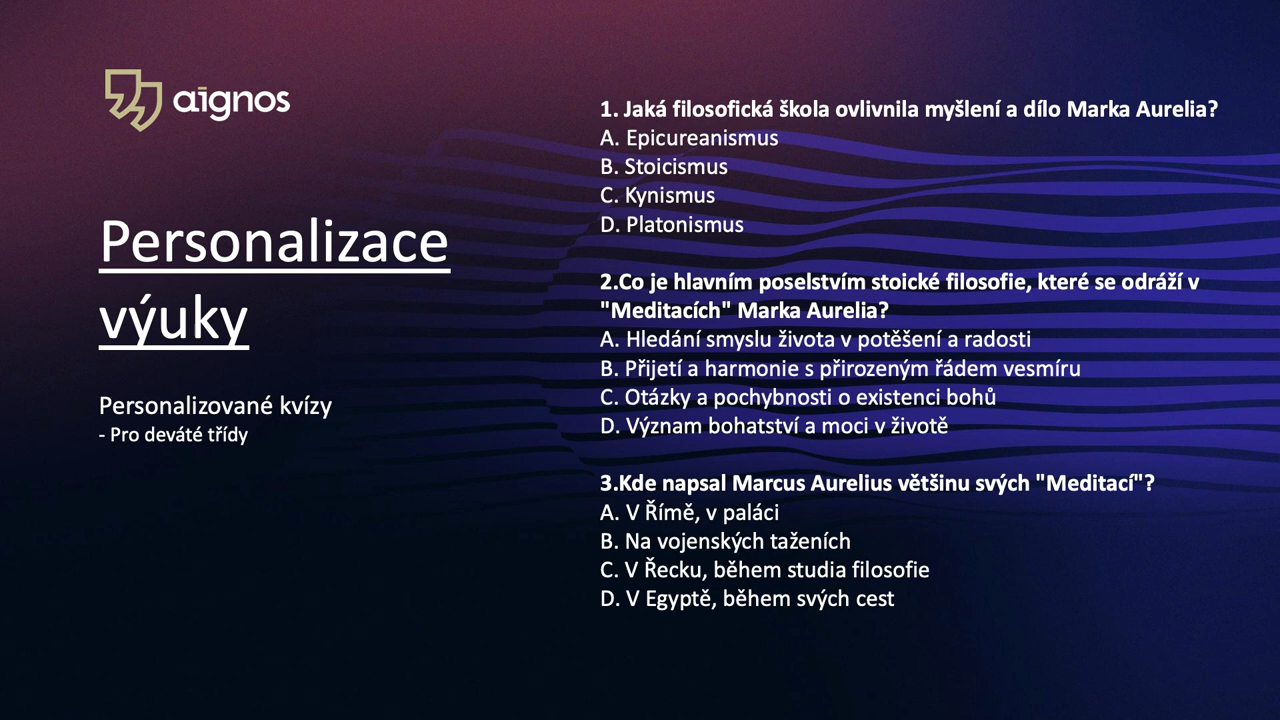 aignos
Personalizace
výuky
Personalizované kvízy
- Pro deváté třídy
1. Jaká filosofická škola ovlivnila myšlení a dílo Marka Aurelia?
A. Epicureanismus
B. Stoicismus
C. Kynismus
D. Platonismus
2.Co je hlavním poselstvím stoické filosofie, které se odráží v
"Meditacích" Marka Aurelia?
A. Hledání smyslu života v potěšení a radosti
B. Přijetí a harmonie s přirozeným řádem vesmíru
C. Otázky a pochybnosti o existenci bohů
D. Význam bohatství a moci v životě
3.Kde napsal Marcus Aurelius většinu svých "Meditací"?
A. V Římě, v paláci
B. Na vojenských taženích
C. V Řecku, během studia filosofie
D. V Egyptě, během svých cest